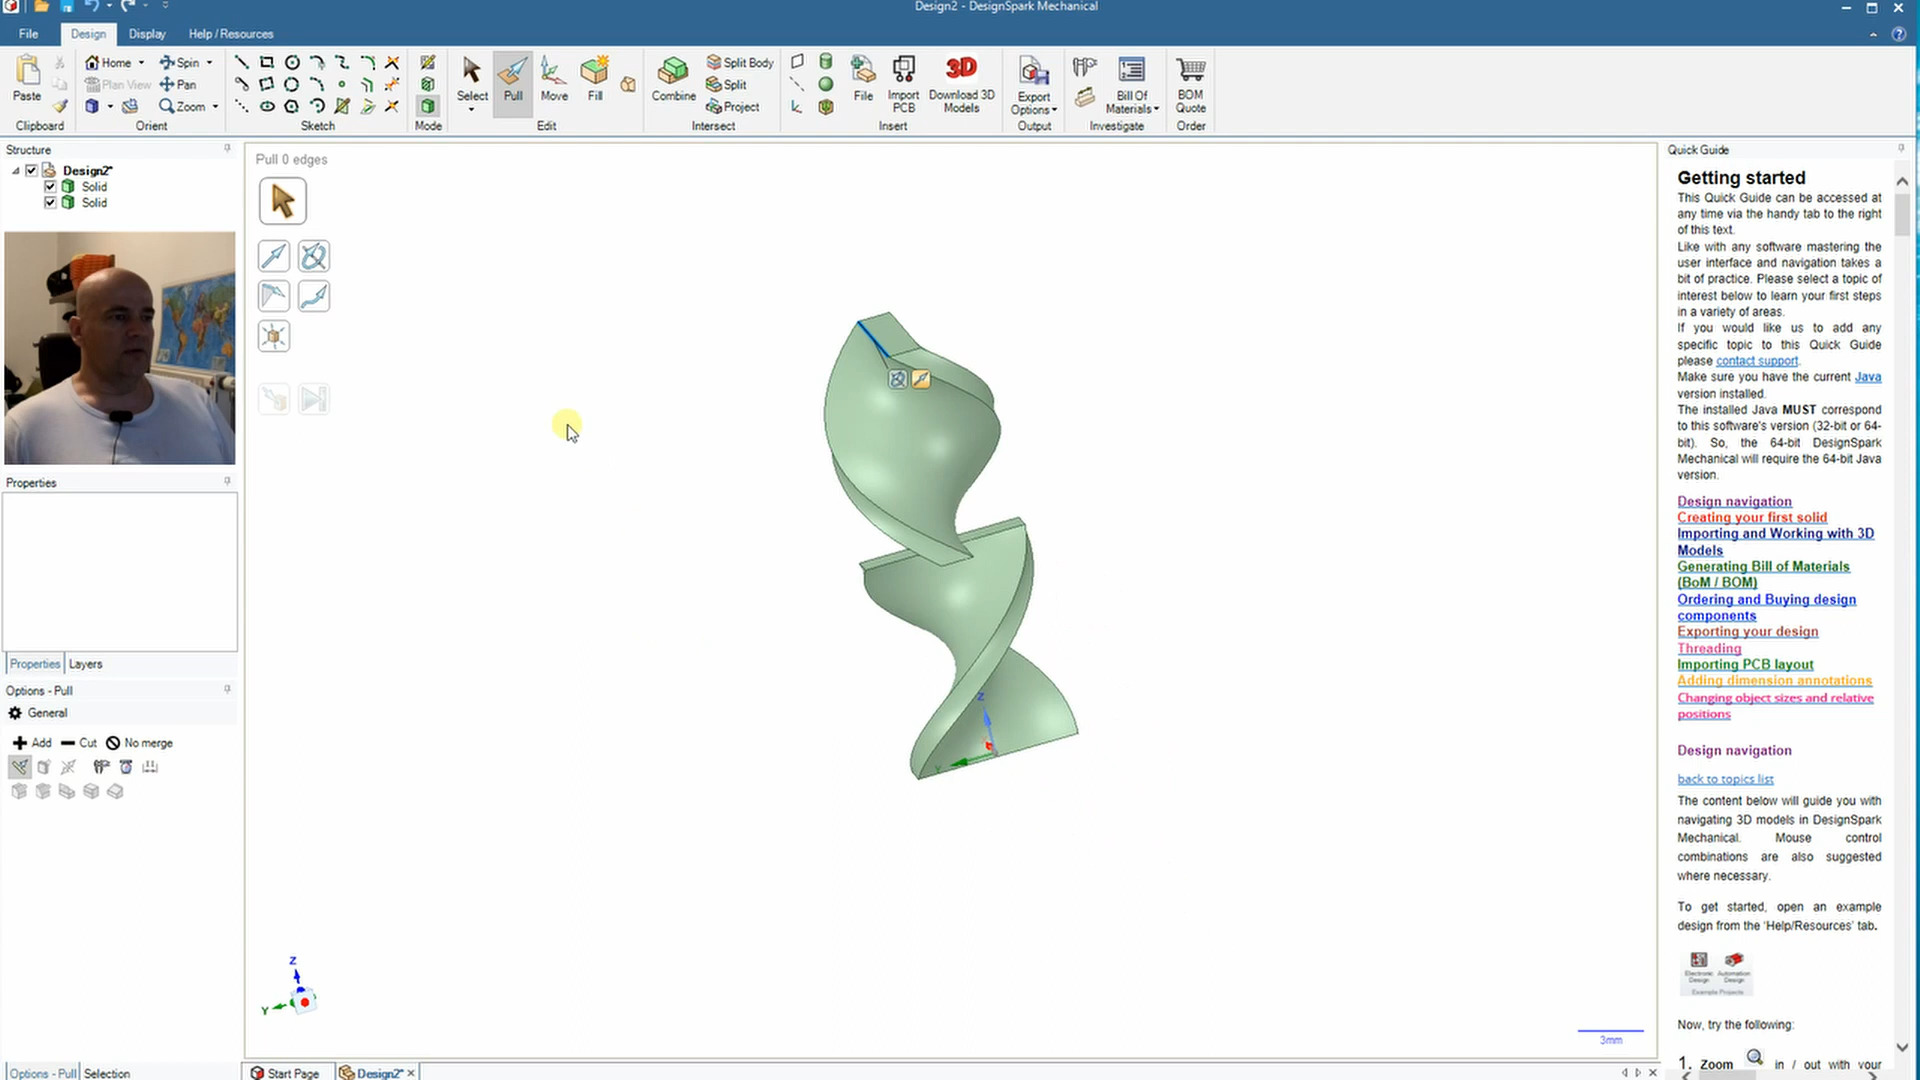 Design2 - DesignSpark Mechanical
File Design Display Help / Resources
Paste
Clipboard
Home Spin
Plan View Pan
Zoom
Orient
Sketch
Mode
Select Pull Move Fill
Edit
Combine
Split Body
Split
Project
Intersect
File
Import PCB
3D
Download 3D Models
Insert
Export Options
Output
Bill Of Materials
Investigate
BOM Quote
Order
Structure
Design2*
Solid
Solid
Properties
Properties Layers
Options - Pull
General
Add Cut No merge
Options - Pull Selection
Pull 0 edges
Z
Y
Z
Y
3mm
Start Page Design2*
Quick Guide
Getting started
This Quick Guide can be accessed at
any time via the handy tab to the right
of this text.
Like with any software mastering the
user interface and navigation takes a
bit of practice. Please select a topic of
interest below to learn your first steps
in a variety of areas.
If you would like us to add any
specific topic to this Quick Guide
please contact support.
Make sure you have the current Java
version installed.
The installed Java MUST correspond
to this software's version (32-bit or 64-
bit). So, the 64-bit DesignSpark
Mechanical will require the 64-bit Java
version.
Design navigation
Creating your first solid
Importing and Working with 3D
Models
Generating Bill of Materials
(BoM / BOM)
Ordering and Buying design
components
Exporting your design
Threading
Importing PCB layout
Adding dimension annotations
Changing object sizes and relative
positions
Design navigation
back to topics list
The content below will guide you with
navigating 3D models in DesignSpark
Mechanical. Mouse control
combinations are also suggested
where necessary.
To get started, open an example
design from the 'Help/Resources' tab.
Electronic Design Automation Design
Example Projects
Now, try the following:
1. Zoom in / out with your